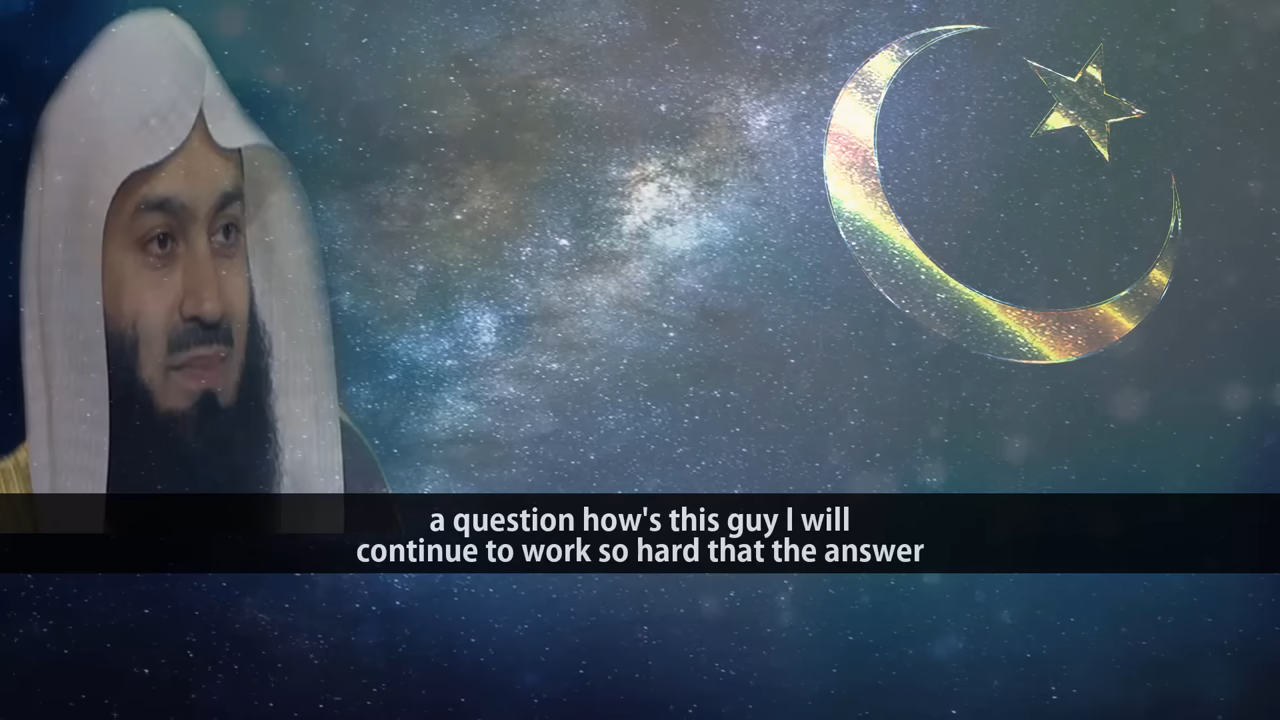 a question how's this guy I will
continue to work so hard that the answer